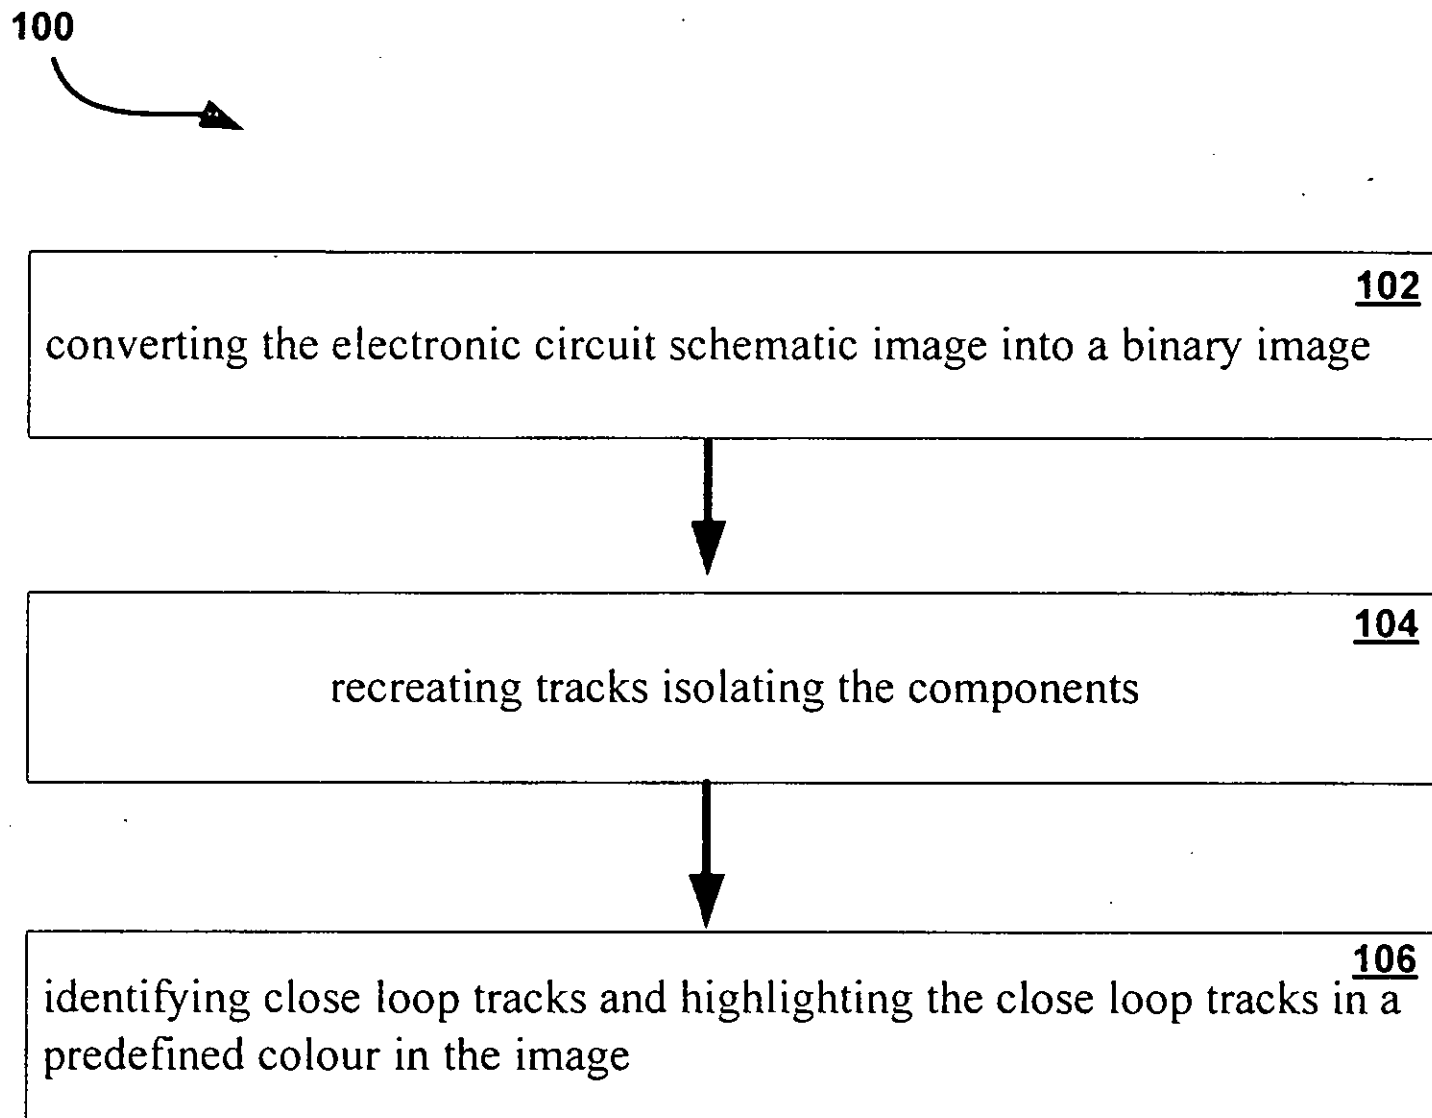 100
102
converting the electronic circuit schematic image into a binary image
104
recreating tracks isolating the components
106
identifying close loop tracks and highlighting the close loop tracks in a
predefined colour in the image